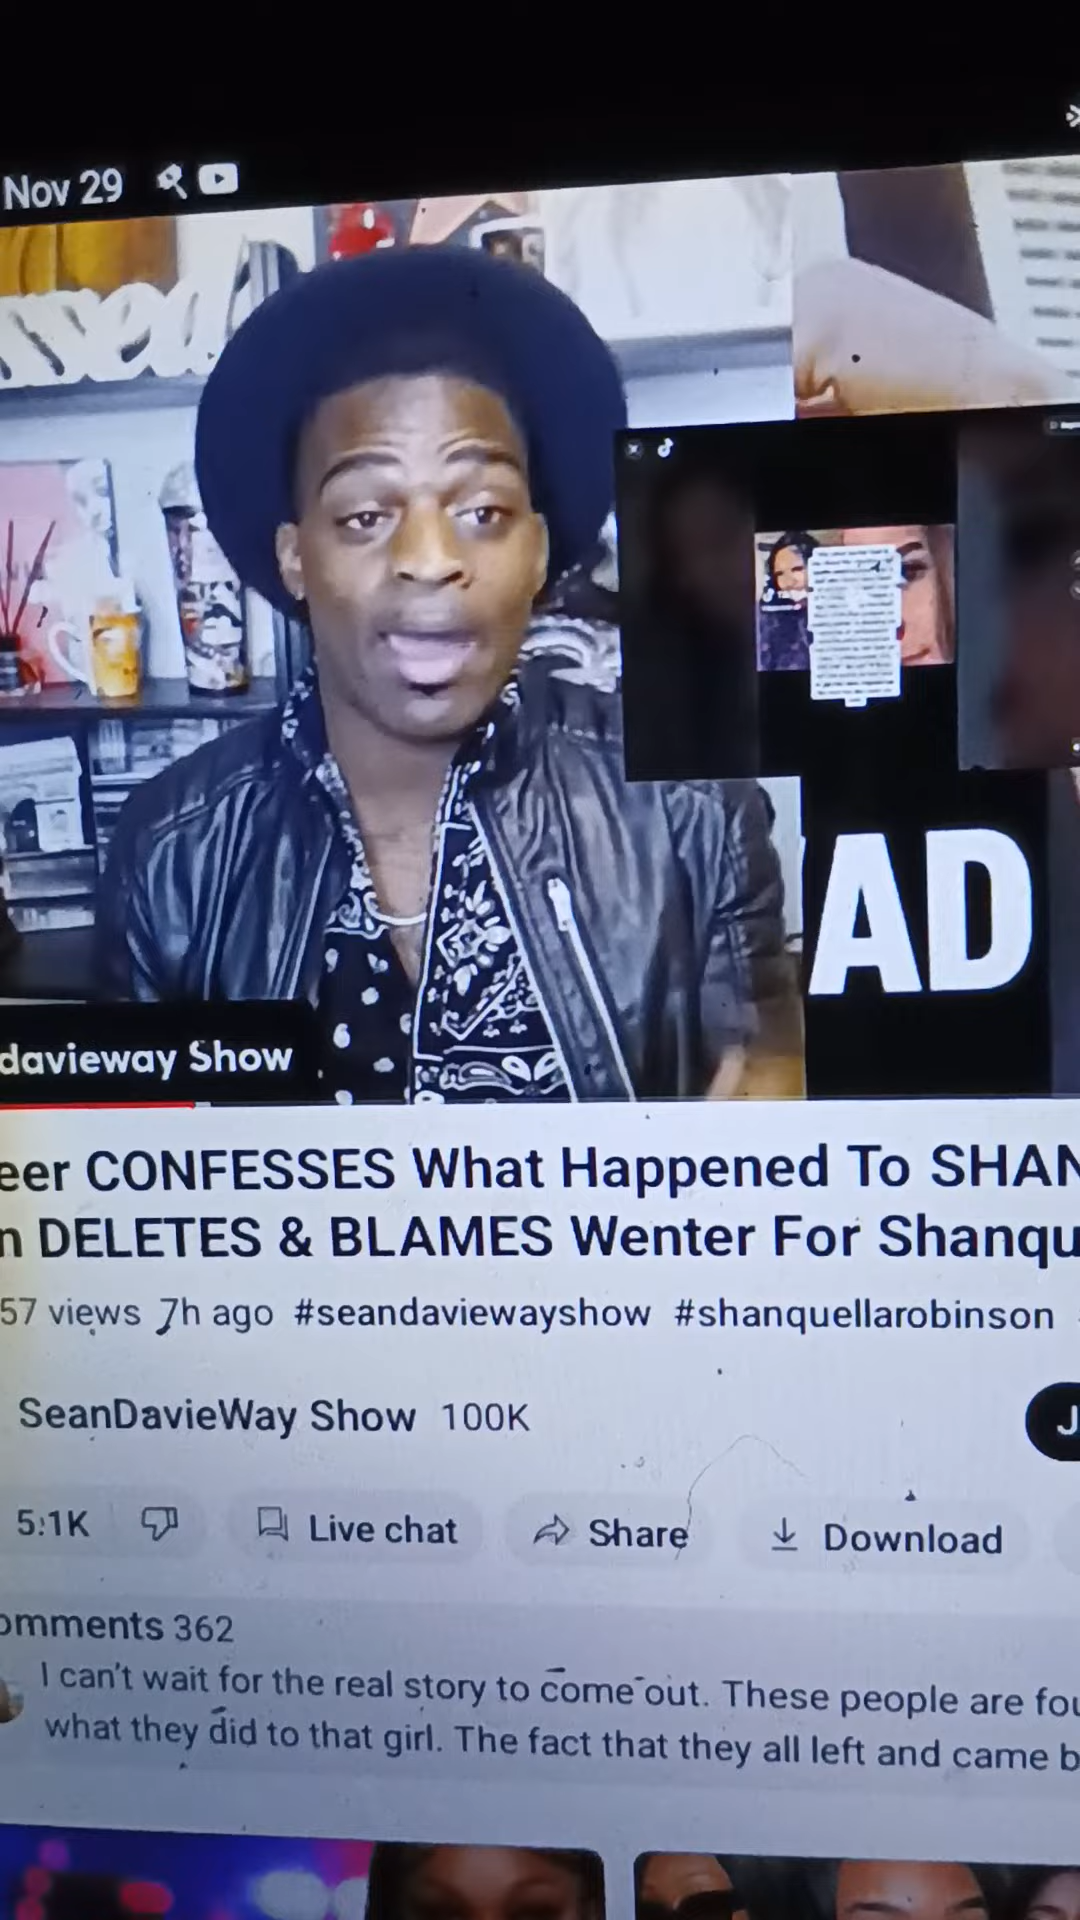 Nov 29
ssed
AD
davieway Show
eer CONFESSES What Happened To SHAN
n DELETES & BLAMES Wenter For Shanqu
57 views 7h ago #seandaviewayshow #shanquellarobinson
SeanDavieWay Show 100K
J
5.1K Live chat Share Download
omments 362
I can't wait for the real story to come out. These people are fou
what they did to that girl. The fact that they all left and came b